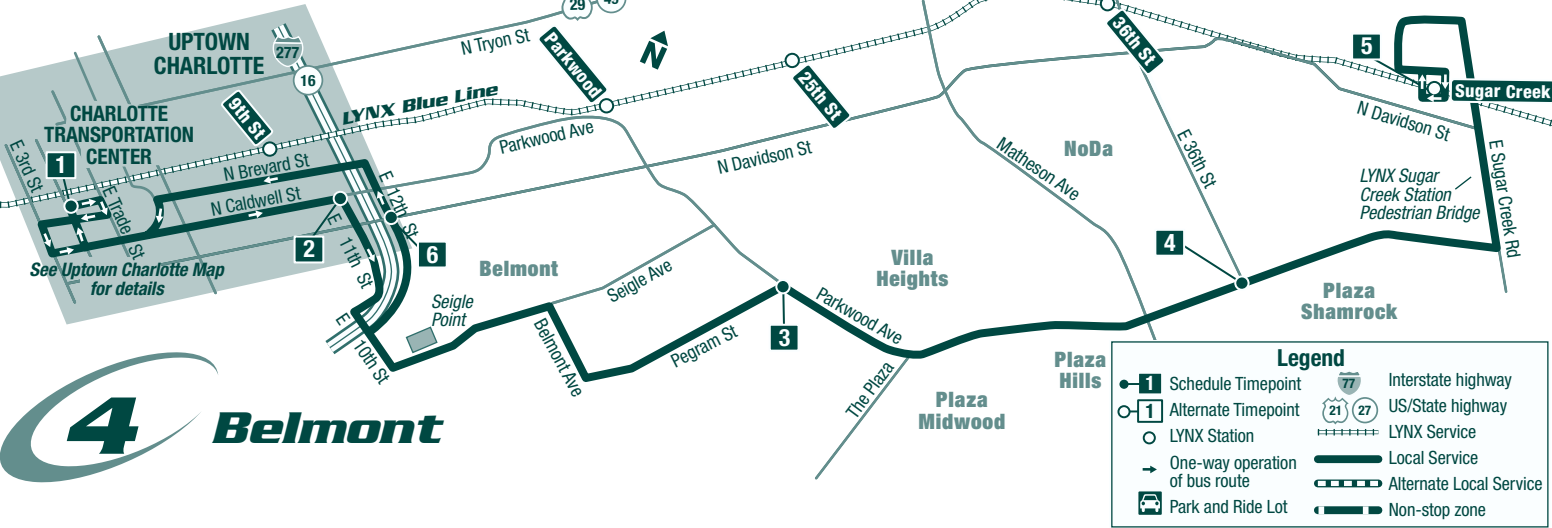 29
49
N Tryon St
UPTOWN
CHARLOTTE
277
16
Parkwood
N
36th St
5
Sugar Creek
9th St
LYNX Blue Line
25th St
CHARLOTTE
TRANSPORTATION
CENTER
N Davidson St
E 3rd St
1
N Brevard St
Parkwood Ave
N Davidson St
NoDa
Matheson Ave
E 36th St
E Sugar Creek Rd
LYNX Sugar
Creek Station
Pedestrian Bridge
E Trade St
N Caldwell St
E 12th St
2
E 11th St
6
See Uptown Charlotte Map
for details
Belmont
Seigle Ave
Villa
Heights
4
Plaza
Shamrock
Seigle
Point
E 10th St
Belmont Ave
Pegram St
3
Parkwood Ave
The Plaza
Plaza
Hills
Plaza
Midwood
4 Belmont
Legend
1 Schedule Timepoint
1 Alternate Timepoint
LYNX Station
One-way operation
of bus route
Park and Ride Lot
77 Interstate highway
21 27 US/State highway
LYNX Service
Local Service
Alternate Local Service
Non-stop zone